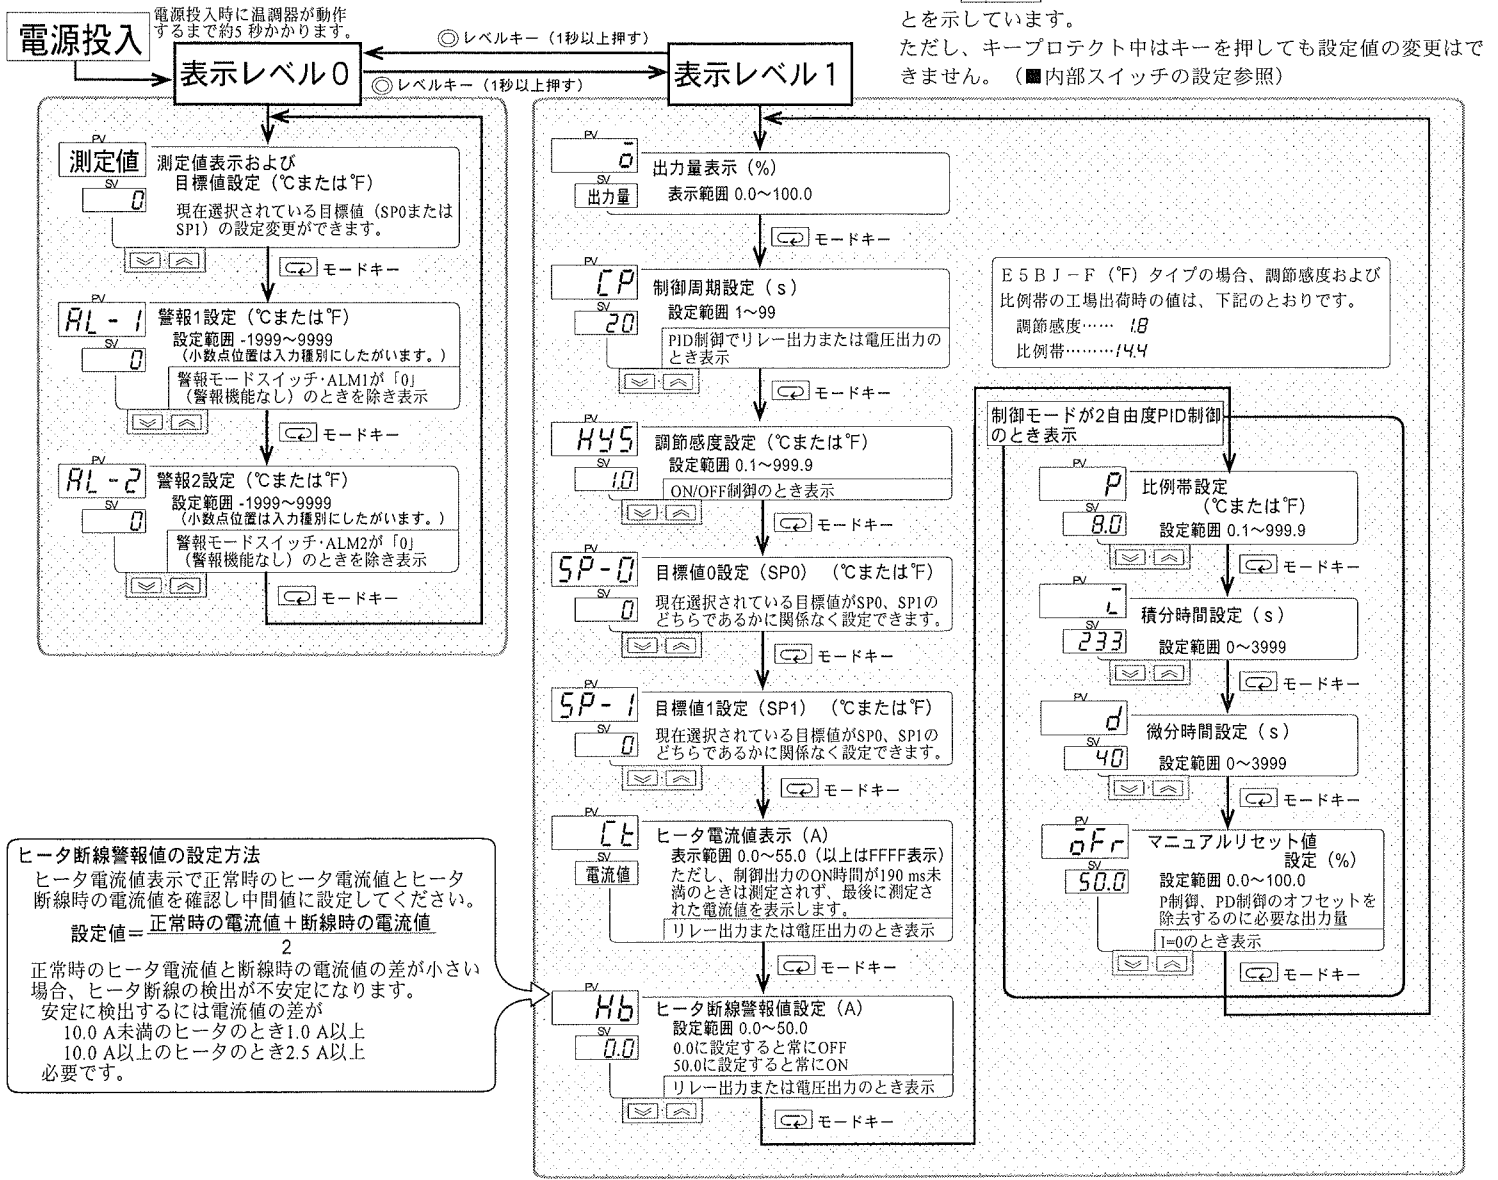 電源投入
電源投入時に温調器が動作
するまで約5 秒かかります。
◎レベルキー（1秒以上押す）
◎レベルキー（1秒以上押す）
表示レベル0
表示レベル1
とを示しています。
ただし、キープロテクト中はキーを押しても設定値の変更はで
きません。（■内部スイッチの設定参照）
PV
測定値
SV
0
測定値表示および
目標値設定（℃または℉）
現在選択されている目標値（SP0または
SP1）の設定変更ができます。
モードキー
PV
AL-1
SV
0
警報1設定（℃または℉）
設定範囲 -1999～9999
（小数点位置は入力種別にしたがいます。）
警報モードスイッチ・ALM1が「0」
（警報機能なし）のときを除き表示
モードキー
PV
AL-2
SV
0
警報2設定（℃または℉）
設定範囲 -1999～9999
（小数点位置は入力種別にしたがいます。）
警報モードスイッチ・ALM2が「0」
（警報機能なし）のときを除き表示
モードキー
ヒータ断線警報値の設定方法
ヒータ電流値表示で正常時のヒータ電流値とヒータ
断線時の電流値を確認し中間値に設定してください。
設定値＝正常時の電流値＋断線時の電流値
2
正常時のヒータ電流値と断線時の電流値の差が小さい
場合、ヒータ断線の検出が不安定になります。
安定に検出するには電流値の差が
10.0 A未満のヒータのとき1.0 A以上
10.0 A以上のヒータのとき2.5 A以上
必要です。
PV
o
SV
出力量
出力量表示（%）
表示範囲 0.0～100.0
モードキー
PV
CP
SV
20
制御周期設定（s）
設定範囲 1～99
PID制御でリレー出力または電圧出力の
とき表示
モードキー
PV
HYS
SV
1.0
調節感度設定（℃または℉）
設定範囲 0.1～999.9
ON/OFF制御のとき表示
モードキー
PV
SP-0
SV
0
目標値0設定（SP0）（℃または℉）
現在選択されている目標値がSP0、SP1の
どちらであるかに関係なく設定できます。
モードキー
PV
SP-1
SV
0
目標値1設定（SP1）（℃または℉）
現在選択されている目標値がSP0、SP1の
どちらであるかに関係なく設定できます。
モードキー
PV
Ct
SV
電流値
ヒータ電流値表示（A）
表示範囲 0.0～55.0（以上はFFFF表示）
ただし、制御出力のON時間が190 ms未
満のときは測定されず、最後に測定さ
れた電流値を表示します。
リレー出力または電圧出力のとき表示
モードキー
PV
Hb
SV
0.0
ヒータ断線警報値設定（A）
設定範囲 0.0～50.0
0.0に設定すると常にOFF
50.0に設定すると常にON
リレー出力または電圧出力のとき表示
モードキー
E5BJ－F（℉）タイプの場合、調節感度および
比例帯の工場出荷時の値は、下記のとおりです。
調節感度…… 1.8
比例帯………14.4
制御モードが2自由度PID制御
のとき表示
PV
P
SV
8.0
比例帯設定
（℃または℉）
設定範囲 0.1～999.9
モードキー
PV
i
SV
233
積分時間設定（s）
設定範囲 0～3999
モードキー
PV
d
SV
40
微分時間設定（s）
設定範囲 0～3999
モードキー
PV
oFr
SV
50.0
マニュアルリセット値
設定（%）
設定範囲 0.0～100.0
P制御、PD制御のオフセットを
除去するのに必要な出力量
I=0のとき表示
モードキー